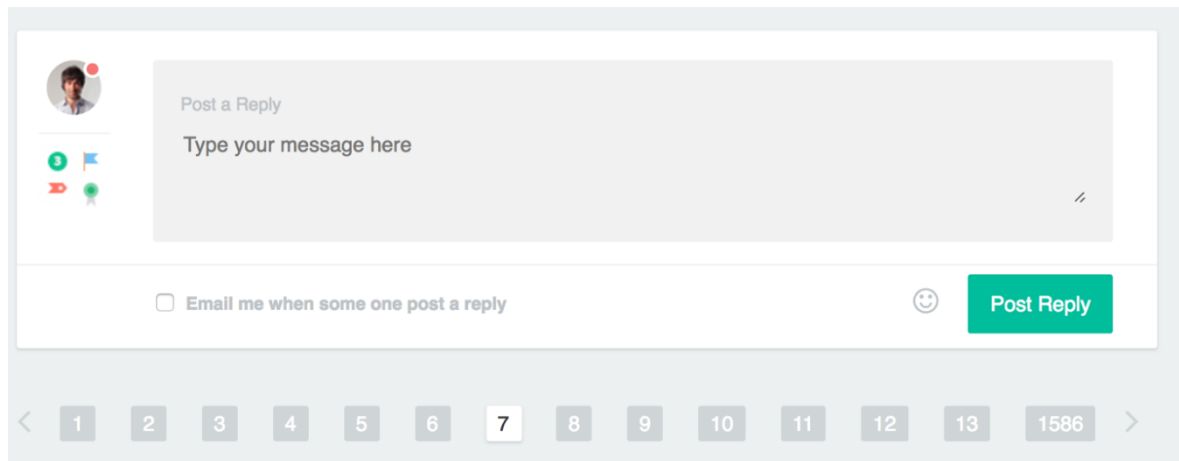 Post a Reply
Type your message here
3
Email me when some one post a reply
Post Reply
1 2 3 4 5 6 7 8 9 10 11 12 13 1586